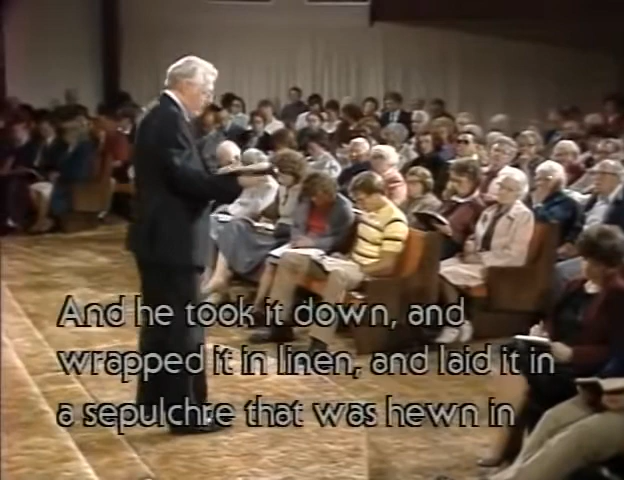 And he took it down, and
wrapped it in linen, and laid it in
a sepulchre that was hewn in